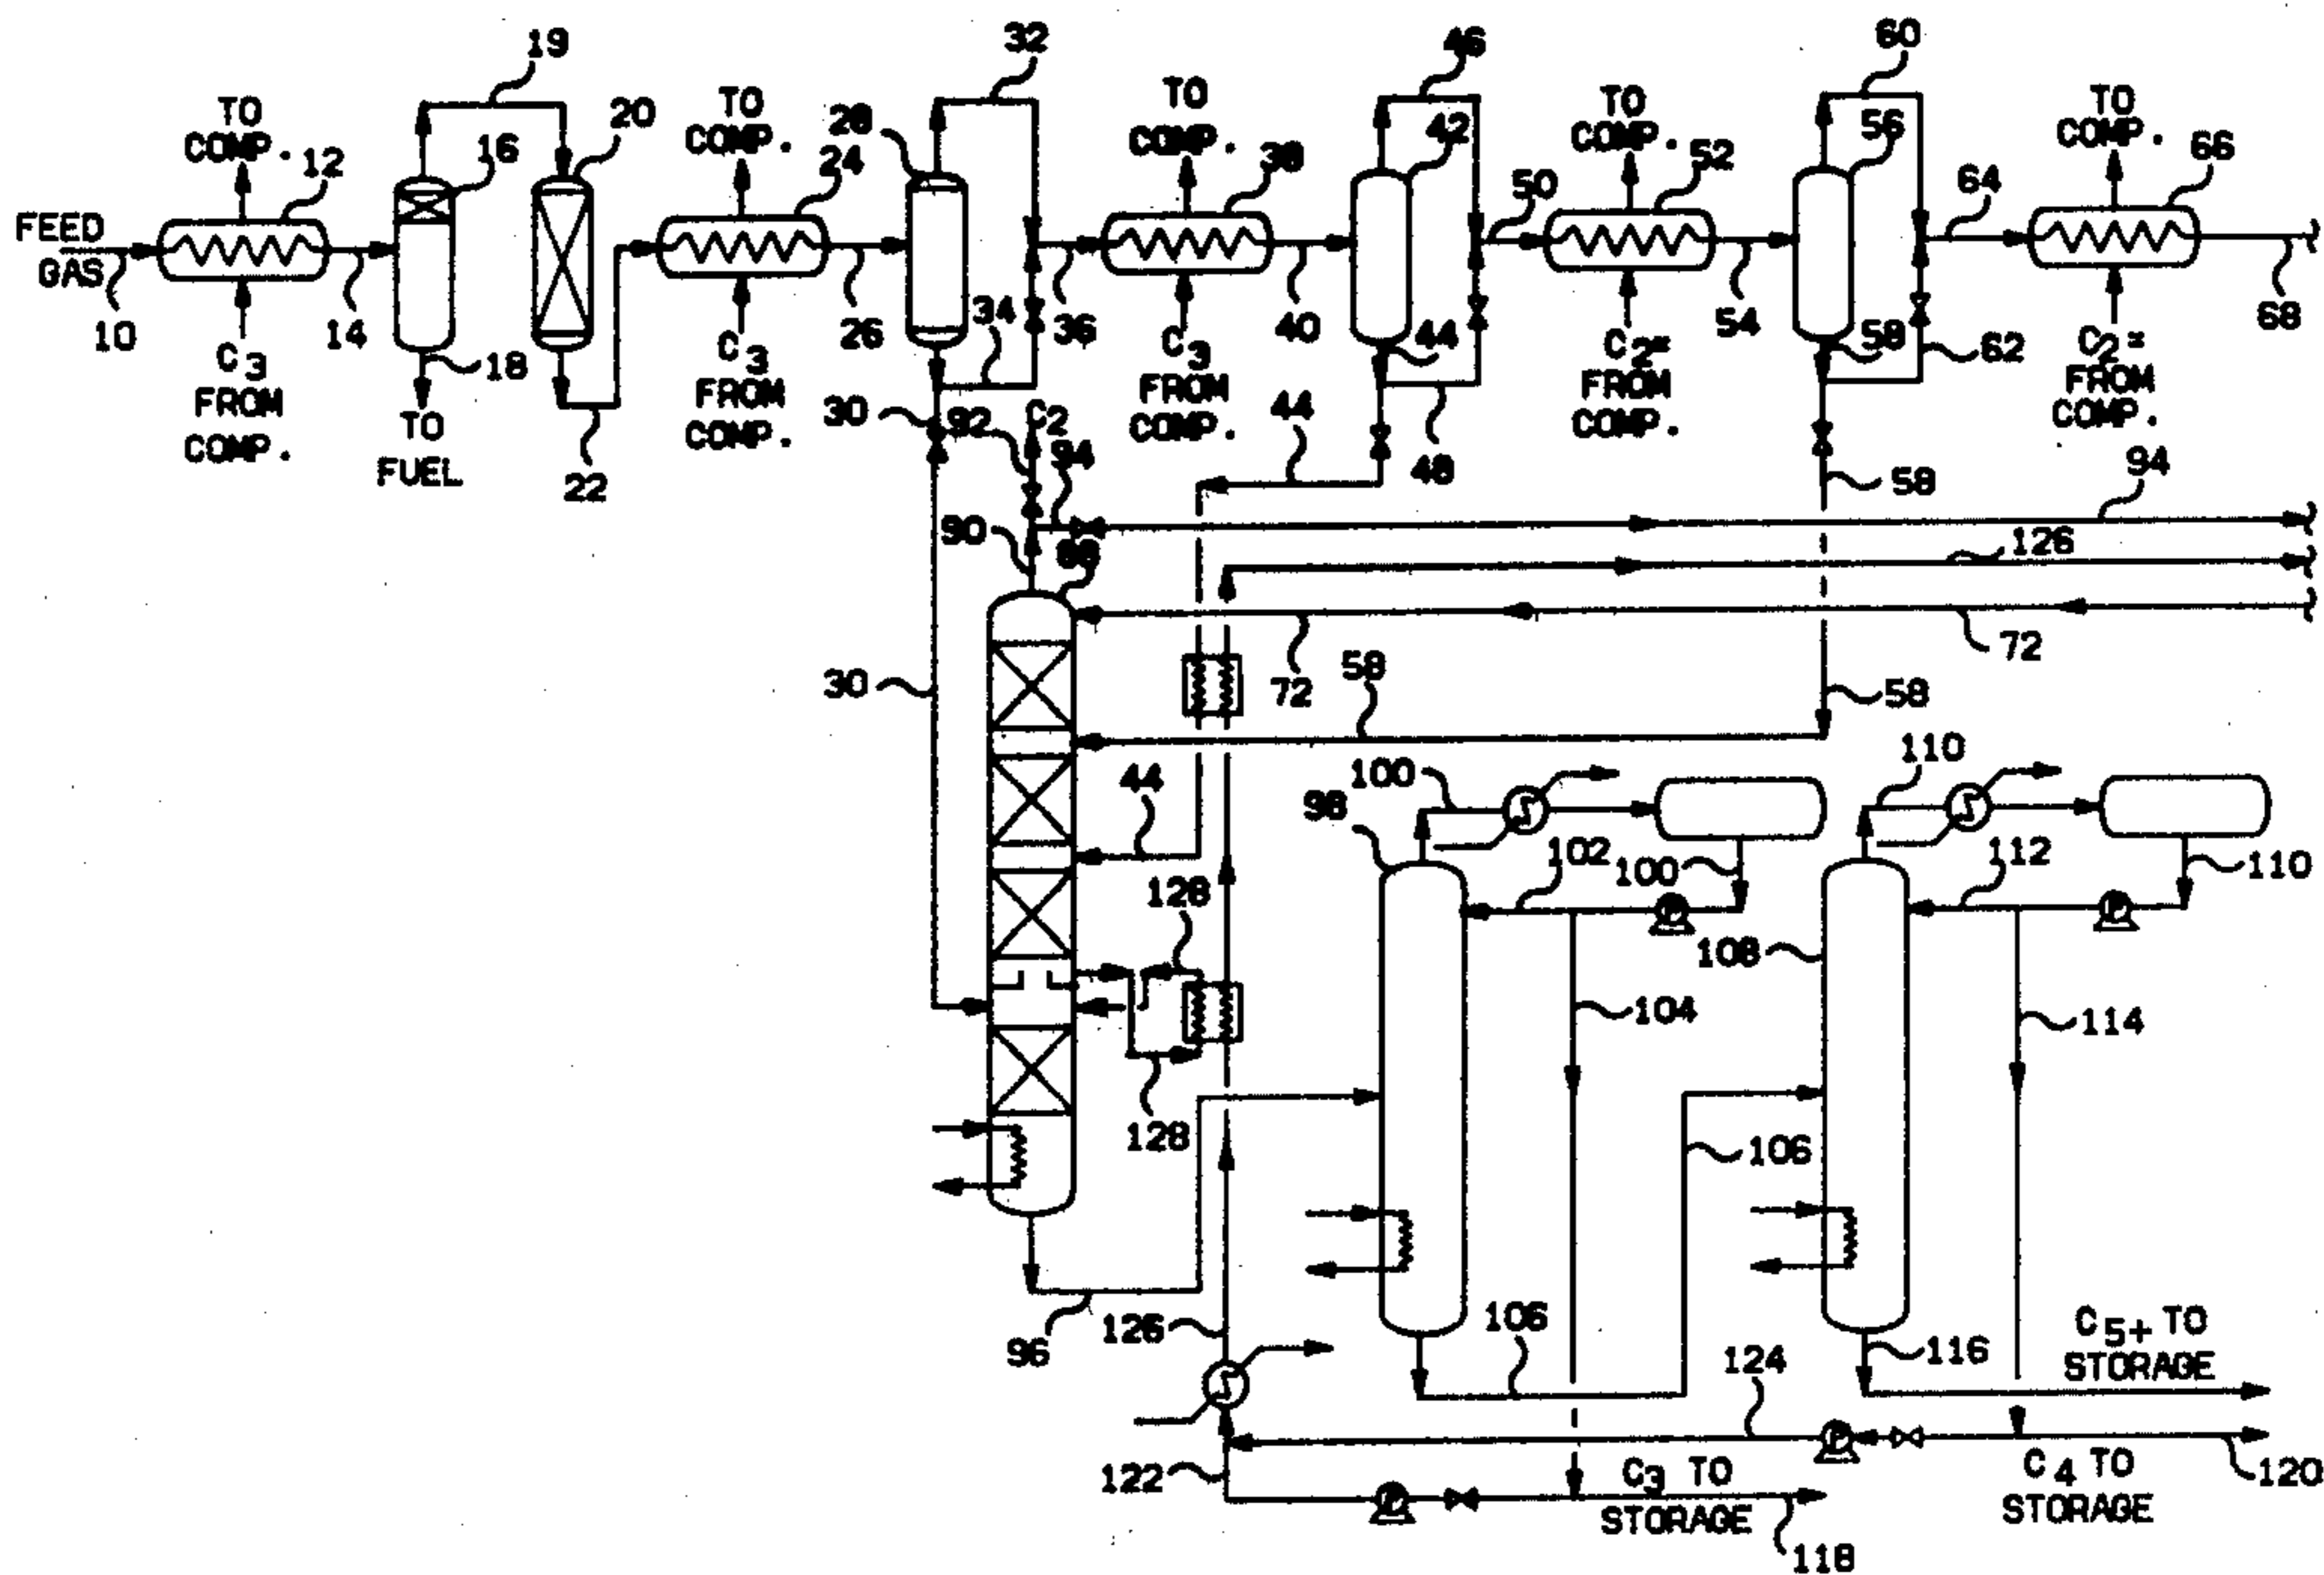 19
32
46
60
TO
COMP.
12
16
20
TO
COMP.
24
28
TO
COMP.
38
42
TO
COMP.
52
50
56
TO
COMP.
66
64
FEED
GAS
10
14
18
22
26
34
36
40
44
54
58
62
68
C3
FROM
COMP.
TO
FUEL
C3
FROM
COMP.
C3
FROM
COMP.
C2=
FROM
COMP.
C2=
FROM
COMP.
30
92
C2
94
44
48
58
94
90
126
72
30
72
58
58
44
98
100
110
102
100
112
110
128
108
104
114
128
106
96
126
106
116
C5+ TO
STORAGE
124
122
C3 TO
STORAGE
118
C4 TO
STORAGE
120